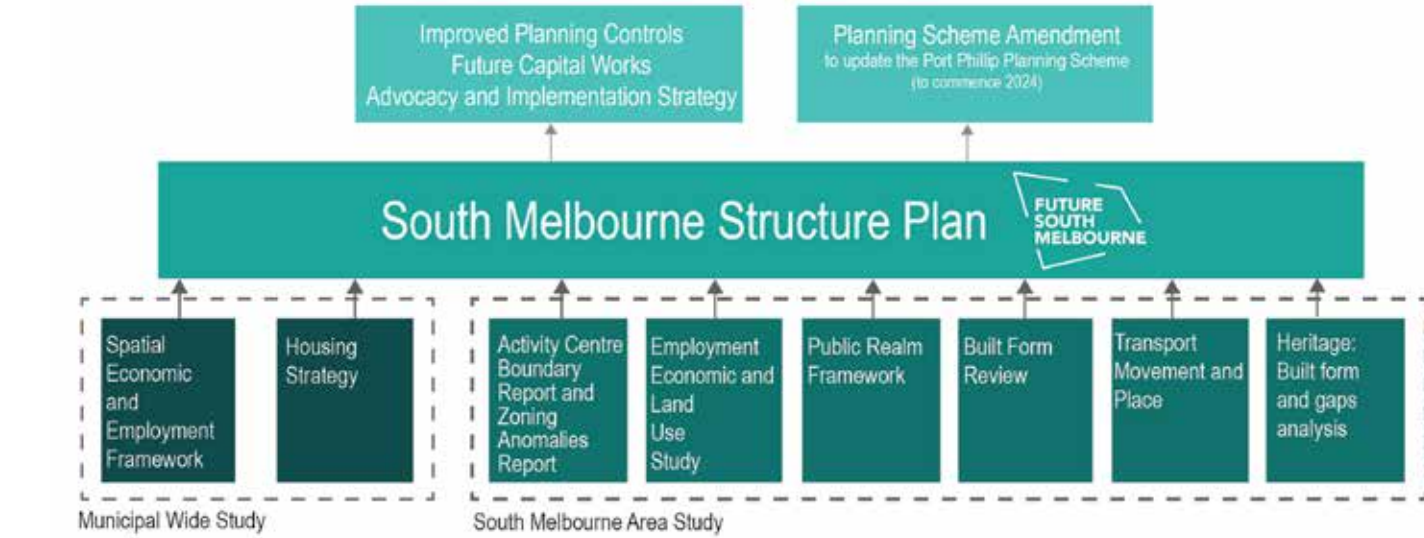 Improved Planning Controls
Future Capital Works
Advocacy and Implementation Strategy
Planning Scheme Amendment
to update the Port Phillip Planning Scheme
(to commence 2024)
South Melbourne Structure Plan
FUTURE
SOUTH
MELBOURNE
Spatial
Economic
and
Employment
Framework
Housing
Strategy
Activity Centre
Boundary
Report and
Zoning
Anomalies
Report
Employment
Economic and
Land
Use
Study
Public Realm
Framework
Built Form
Review
Transport
Movement and
Place
Heritage:
Built form
and gaps
analysis
Municipal Wide Study
South Melbourne Area Study